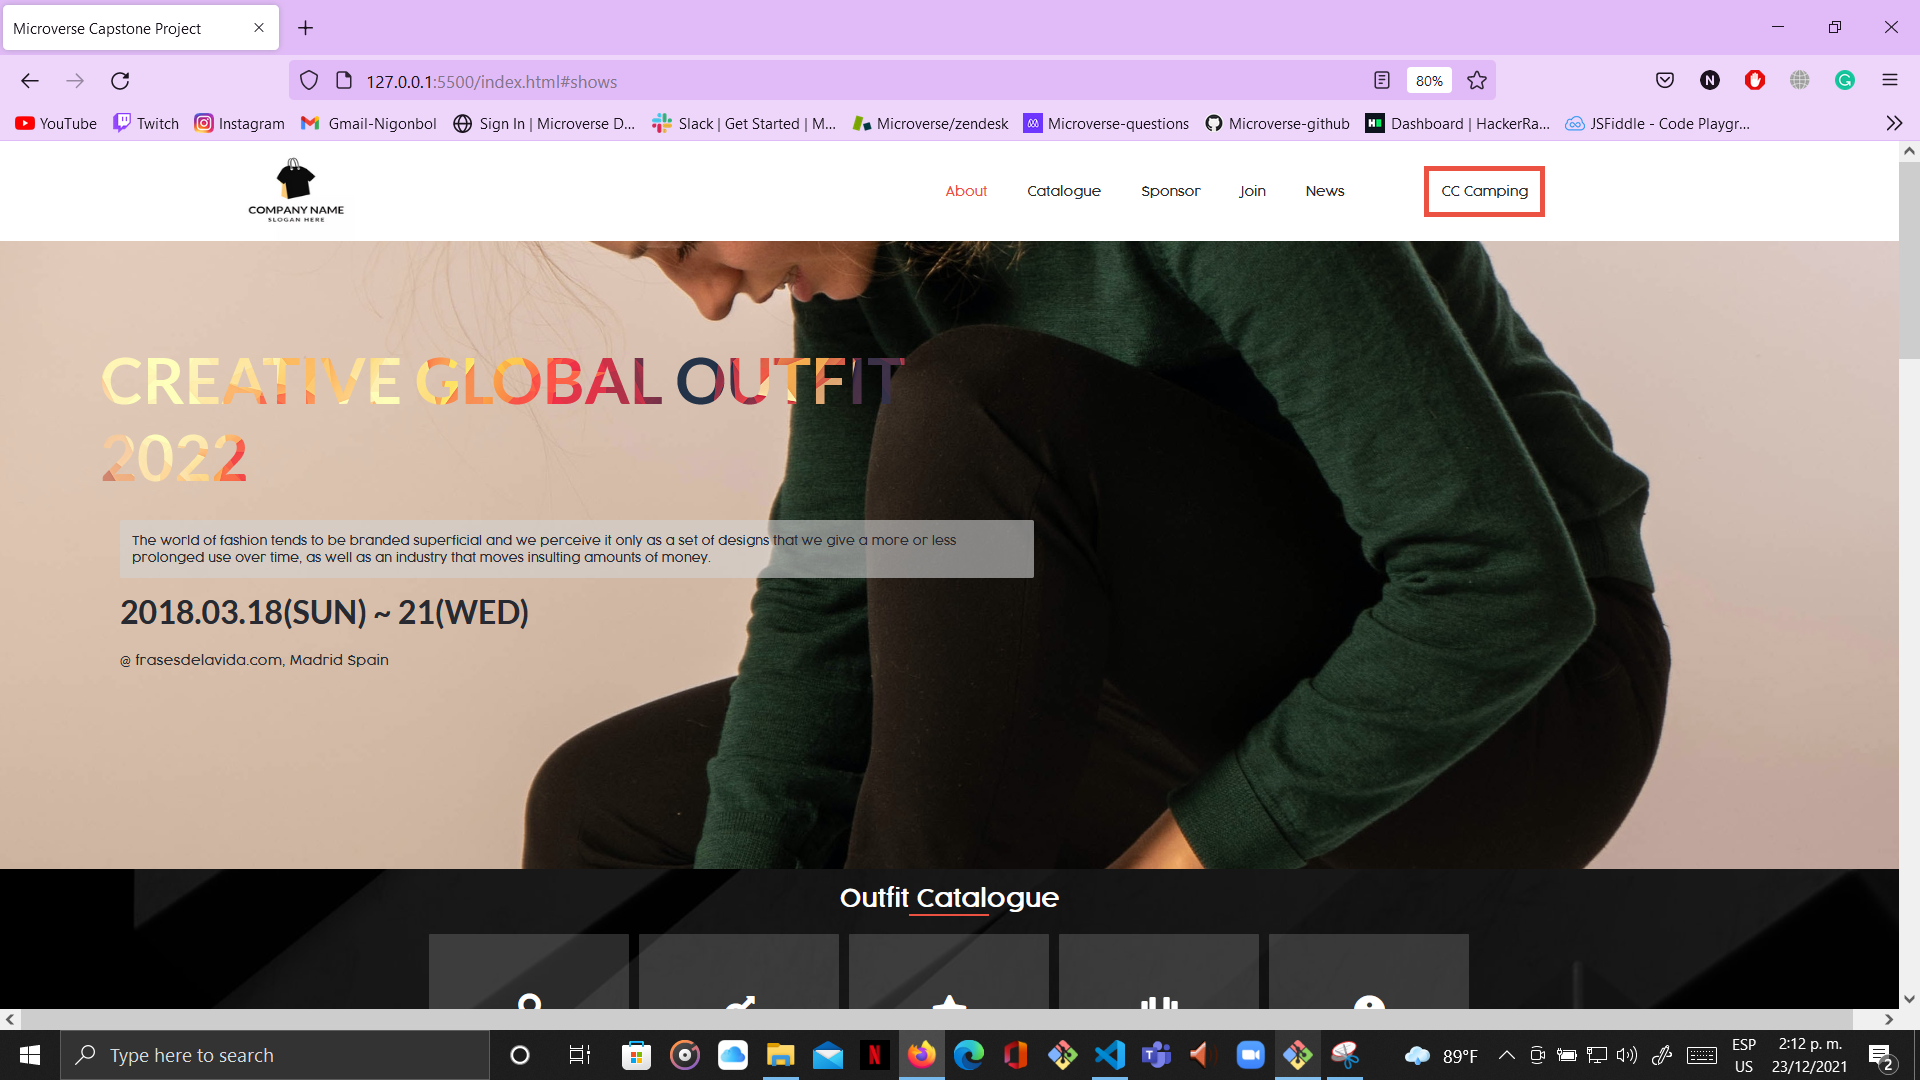 Microverse Capstone Project
127.0.0.1:5500/index.html#shows
80%
YouTube
Twitch
Instagram
Gmail-Nigonbol
Sign In | Microverse D...
Slack | Get Started | M...
Microverse/zendesk
Microverse-questions
Microverse-github
Dashboard | HackerRa...
JSFiddle - Code Playgr...
COMPANY NAME
SLOGAN HERE
About
Catalogue
Sponsor
Join
News
CC Camping
CREATIVE GLOBAL OUTFIT
2022
The world of fashion tends to be branded superficial and we perceive it only as a set of designs that we give a more or less
prolonged use over time, as well as an industry that moves insulting amounts of money.
2018.03.18(SUN) ~ 21(WED)
@ frasesdelavida.com, Madrid Spain
Outfit Catalogue
Type here to search
89°F
ESP
US
2:12 p. m.
23/12/2021
2